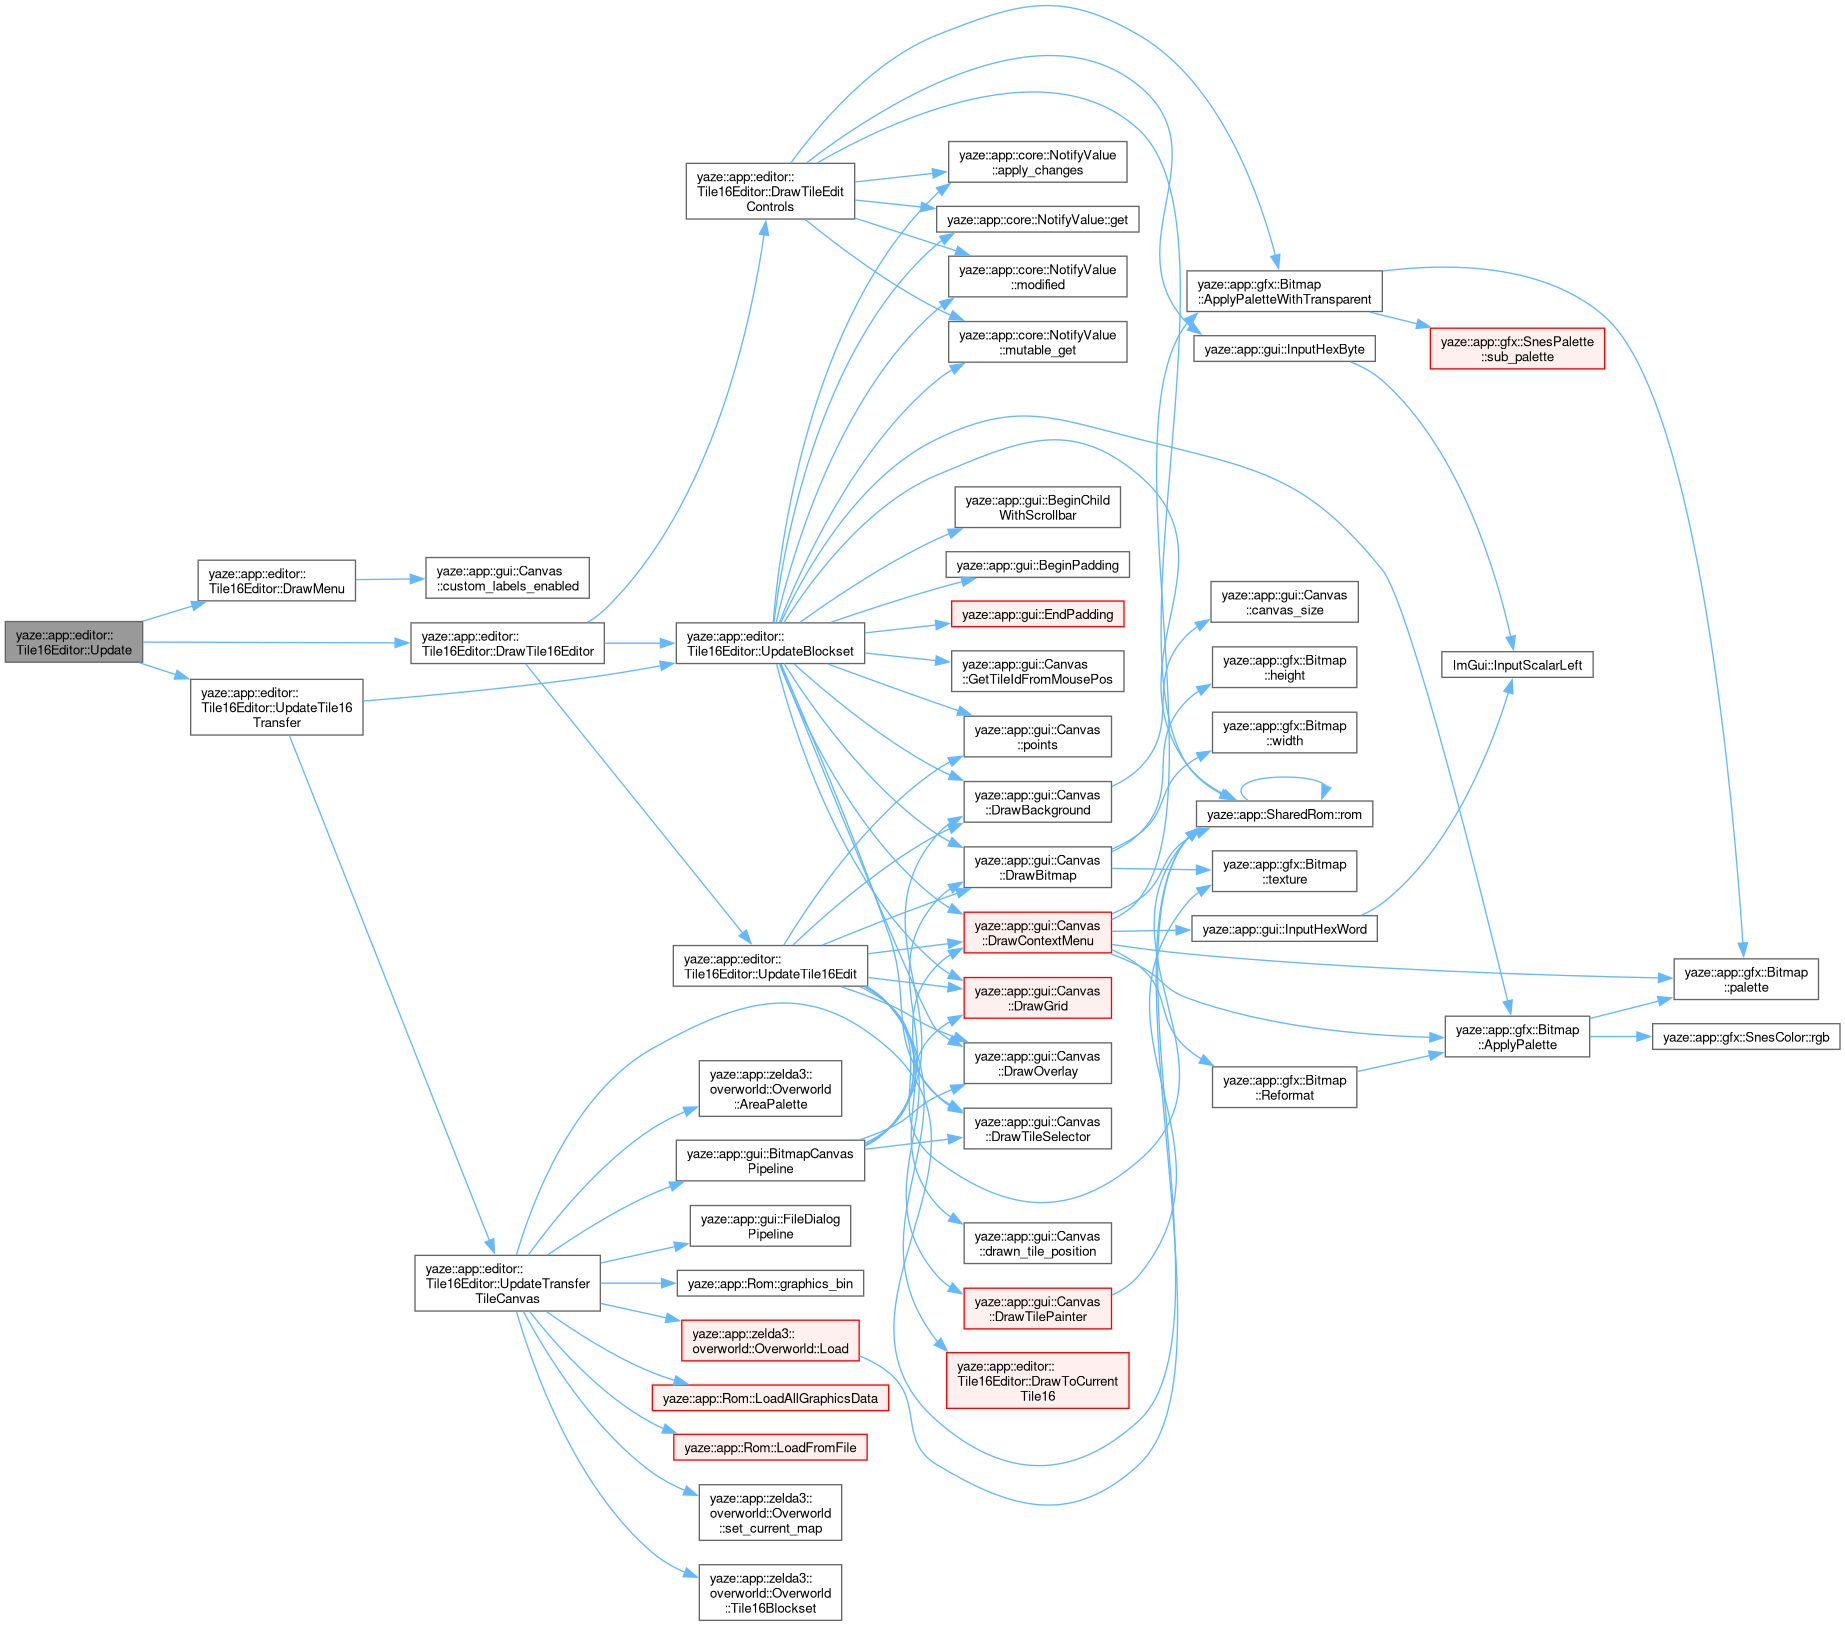 yaze::app::editor::
Tile16Editor::Update
yaze::app::editor::
Tile16Editor::DrawMenu
yaze::app::gui::Canvas
::custom_labels_enabled
yaze::app::editor::
Tile16Editor::DrawTile16Editor
yaze::app::editor::
Tile16Editor::UpdateTile16
Transfer
yaze::app::editor::
Tile16Editor::DrawTileEdit
Controls
yaze::app::editor::
Tile16Editor::UpdateBlockset
yaze::app::editor::
Tile16Editor::UpdateTile16Edit
yaze::app::editor::
Tile16Editor::UpdateTransfer
TileCanvas
yaze::app::zelda3::
overworld::Overworld
::AreaPalette
yaze::app::gui::BitmapCanvas
Pipeline
yaze::app::gui::FileDialog
Pipeline
yaze::app::Rom::graphics_bin
yaze::app::zelda3::
overworld::Overworld::Load
yaze::app::Rom::LoadAllGraphicsData
yaze::app::Rom::LoadFromFile
yaze::app::zelda3::
overworld::Overworld
::set_current_map
yaze::app::zelda3::
overworld::Overworld
::Tile16Blockset
yaze::app::core::NotifyValue
::apply_changes
yaze::app::core::NotifyValue::get
yaze::app::core::NotifyValue
::modified
yaze::app::core::NotifyValue
::mutable_get
yaze::app::gui::BeginChild
WithScrollbar
yaze::app::gui::BeginPadding
yaze::app::gui::EndPadding
yaze::app::gui::Canvas
::GetTileIdFromMousePos
yaze::app::gui::Canvas
::points
yaze::app::gui::Canvas
::DrawBackground
yaze::app::gui::Canvas
::DrawBitmap
yaze::app::gui::Canvas
::DrawContextMenu
yaze::app::gui::Canvas
::DrawGrid
yaze::app::gui::Canvas
::DrawOverlay
yaze::app::gui::Canvas
::DrawTileSelector
yaze::app::gui::Canvas
::drawn_tile_position
yaze::app::gui::Canvas
::DrawTilePainter
yaze::app::editor::
Tile16Editor::DrawToCurrent
Tile16
yaze::app::gfx::Bitmap
::ApplyPaletteWithTransparent
yaze::app::gui::InputHexByte
yaze::app::gui::Canvas
::canvas_size
yaze::app::gfx::Bitmap
::height
yaze::app::gfx::Bitmap
::width
yaze::app::SharedRom::rom
yaze::app::gfx::Bitmap
::texture
yaze::app::gui::InputHexWord
yaze::app::gfx::Bitmap
::Reformat
yaze::app::gfx::SnesPalette
::sub_palette
ImGui::InputScalarLeft
yaze::app::gfx::Bitmap
::ApplyPalette
yaze::app::gfx::Bitmap
::palette
yaze::app::gfx::SnesColor::rgb